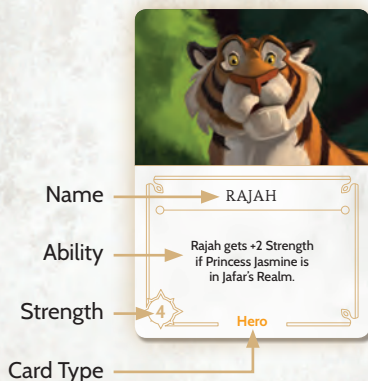 Name
RAJAH
Ability
Rajah gets +2 Strength
if Princess Jasmine is
in Jafar's Realm.
Strength
4
Hero
Card Type